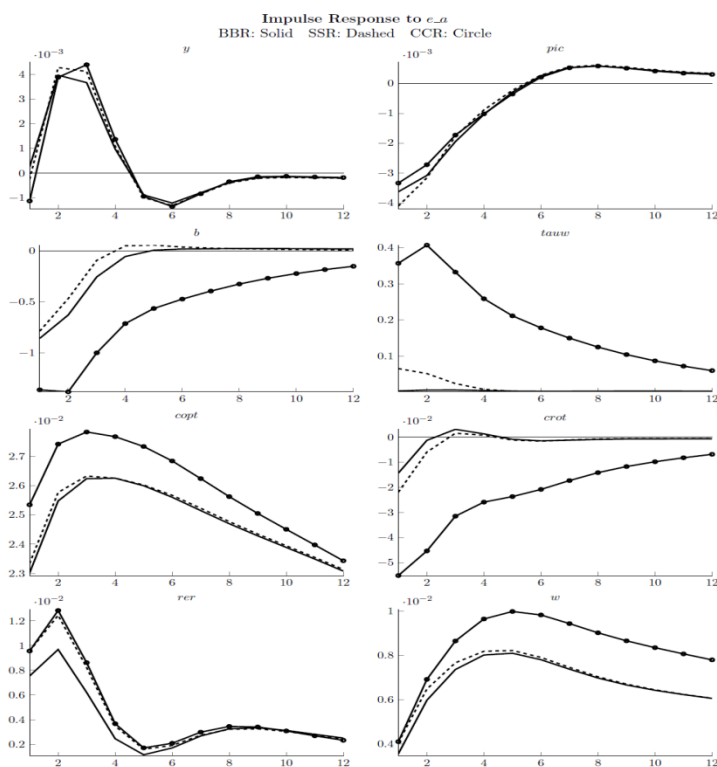 Impulse Response to e_a
BBR: Solid SSR: Dashed CCR: Circle
y
·10⁻³
4
3
2
1
0
−1
2 4 6 8 10 12
pic
·10⁻³
0
−1
−2
−3
−4
2 4 6 8 10 12
b
0
−0.5
−1
2 4 6 8 10 12
tauw
0.4
0.3
0.2
0.1
2 4 6 8 10 12
copt
·10⁻²
2.7
2.6
2.5
2.4
2.3
2 4 6 8 10 12
crot
·10⁻²
0
−1
−2
−3
−4
−5
2 4 6 8 10 12
rer
·10⁻²
1.2
1
0.8
0.6
0.4
0.2
2 4 6 8 10 12
w
·10⁻²
1
0.8
0.6
0.4
2 4 6 8 10 12